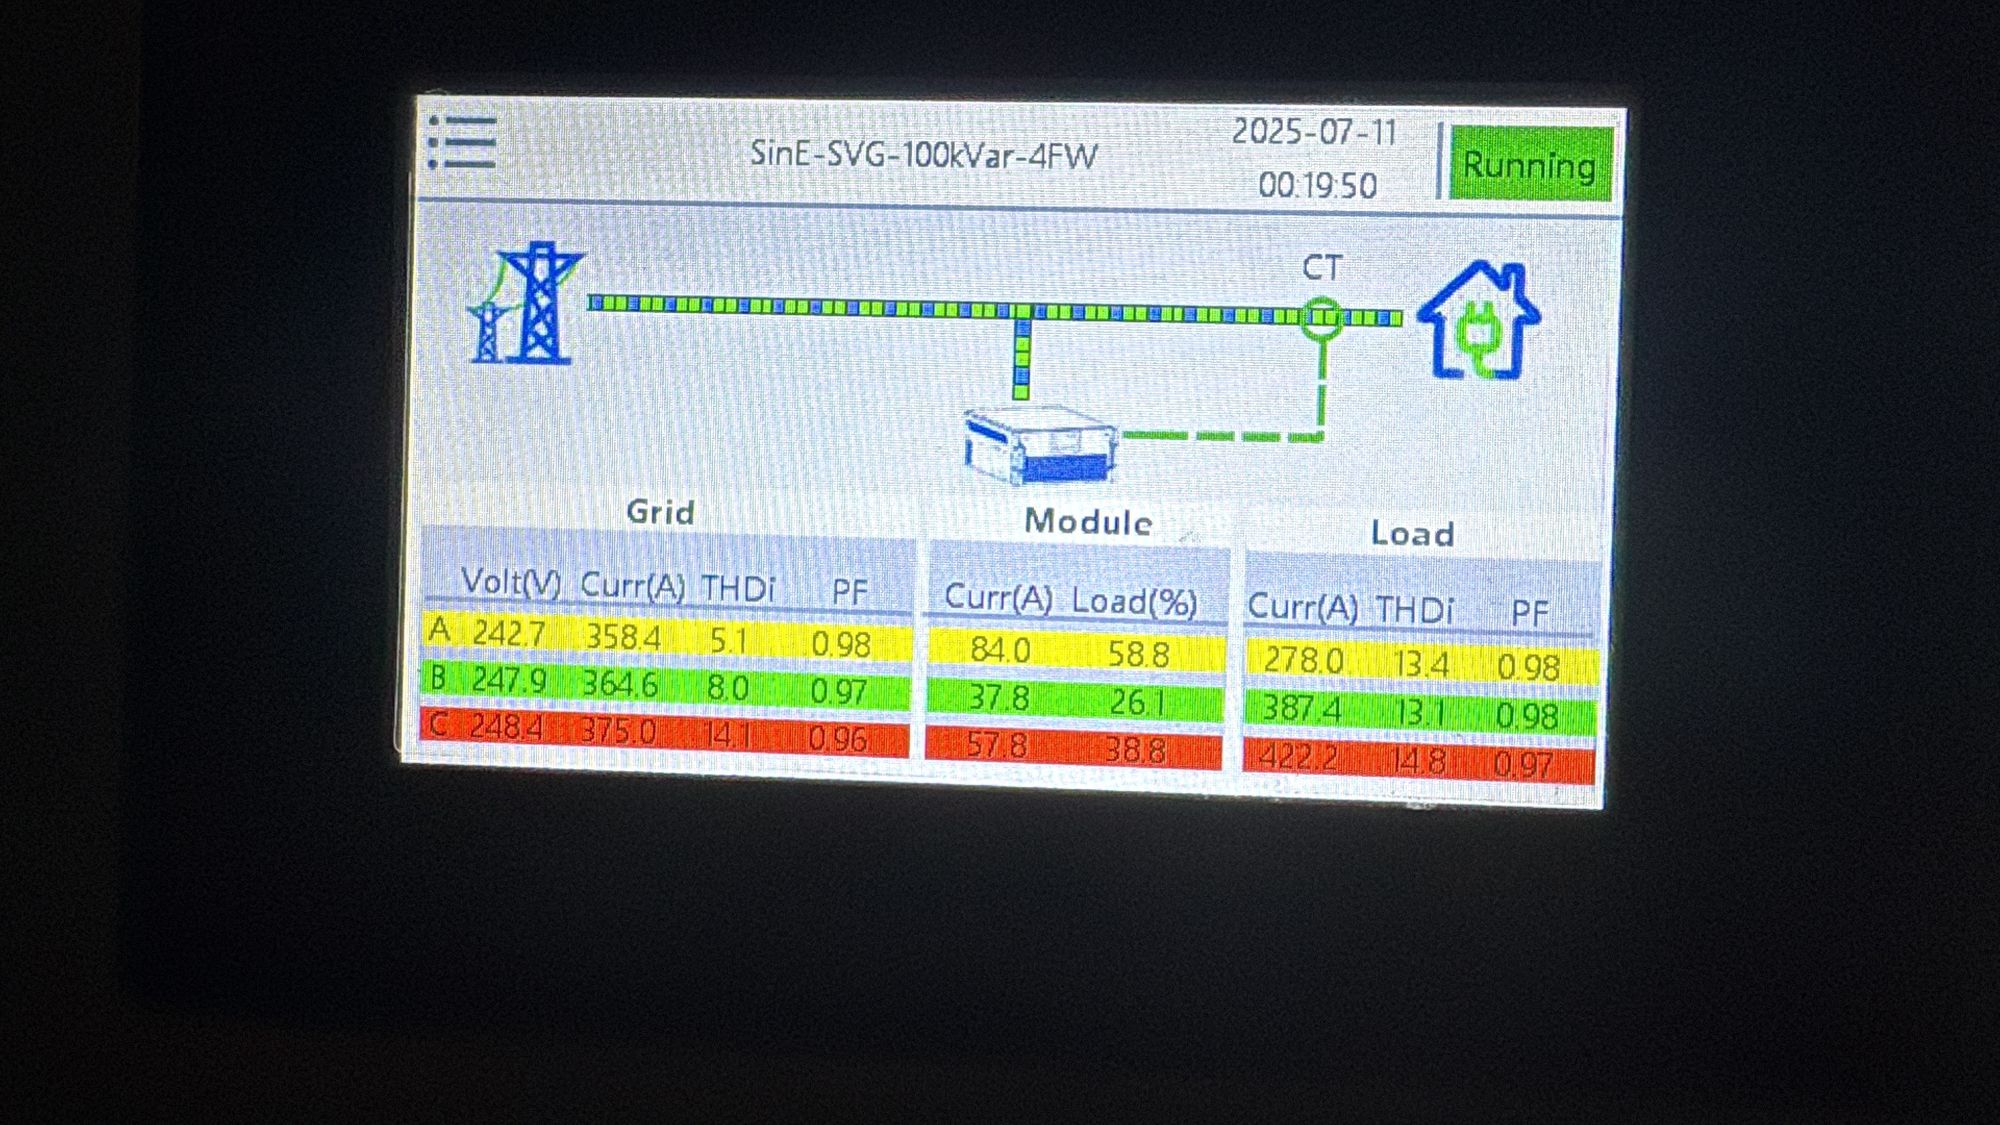 SinE-SVG-100kVar-4FW
2025-07-11
00:19:50
Running
CT
Grid
Volt(V) Curr(A) THDi PF
A 242.7 358.4 5.1 0.98
B 247.9 364.6 8.0 0.97
C 248.4 375.0 14.1 0.96
Module
Curr(A) Load(%)
84.0 58.8
37.8 26.1
57.8 38.8
Load
Curr(A) THDi PF
278.0 13.4 0.98
387.4 13.1 0.98
422.2 14.8 0.97